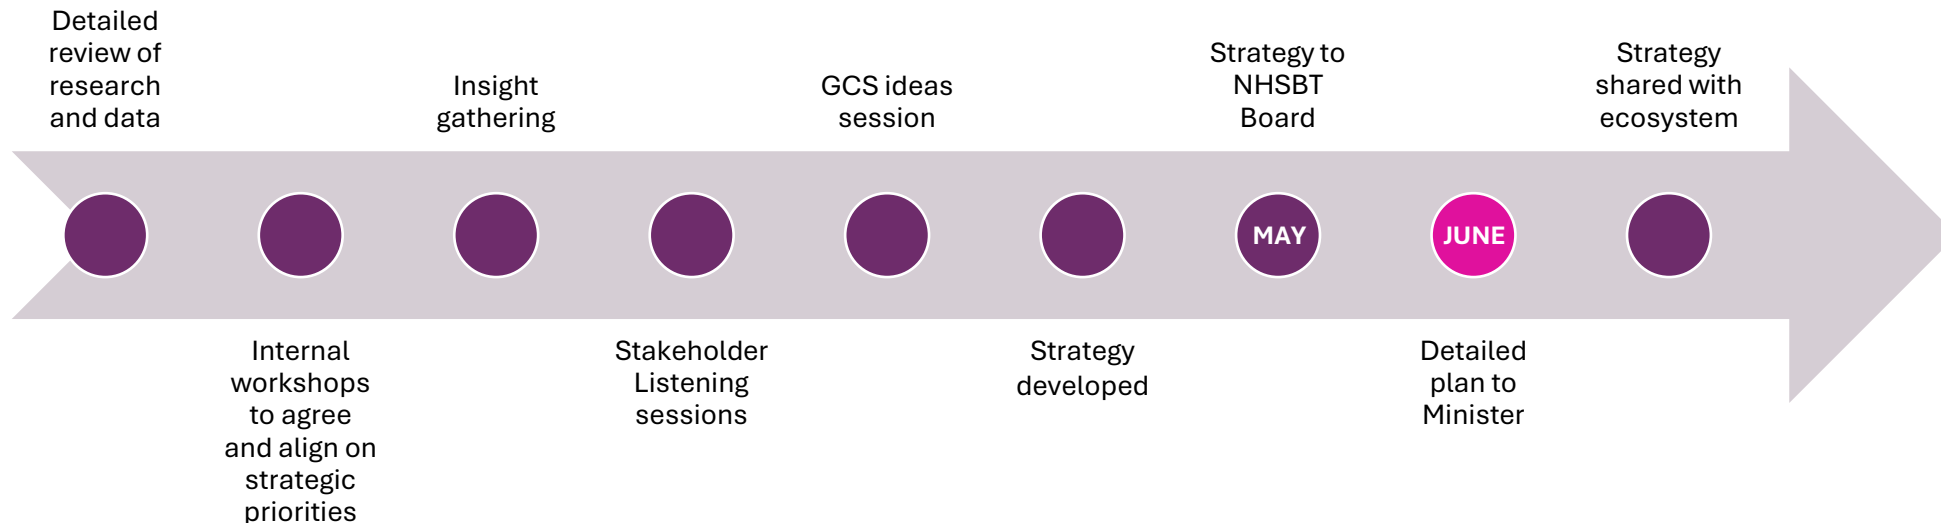 Detailed
review of
research
and data
Insight
gathering
GCS ideas
session
Strategy to
NHSBT
Board
Strategy
shared with
ecosystem
MAY
JUNE
Internal
workshops
to agree
and align on
strategic
priorities
Stakeholder
Listening
sessions
Strategy
developed
Detailed
plan to
Minister